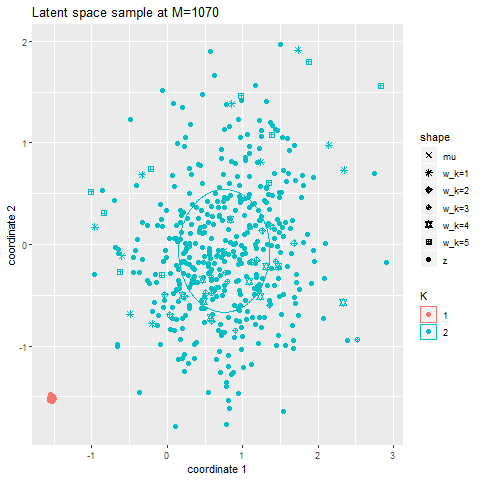 Latent space sample at M=1070
coordinate 2
2
1
0
-1
-1
0
1
2
3
coordinate 1
shape
mu
w_k=1
w_k=2
w_k=3
w_k=4
w_k=5
z
K
1
2